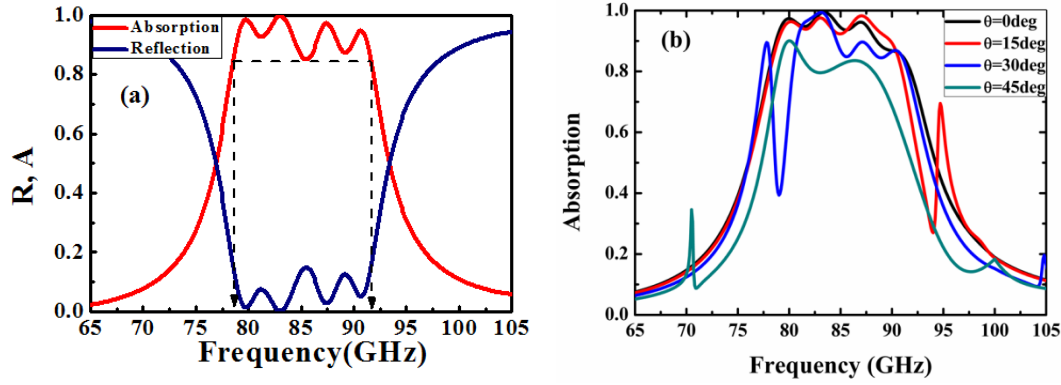 Absorption
Reflection
(a)
R, A
1.0
0.8
0.6
0.4
0.2
0.0
65 70 75 80 85 90 95 100 105
Frequency(GHz)
(b)
θ=0deg
θ=15deg
θ=30deg
θ=45deg
Absorption
1.0
0.8
0.6
0.4
0.2
0.0
65 70 75 80 85 90 95 100 105
Frequency (GHz)